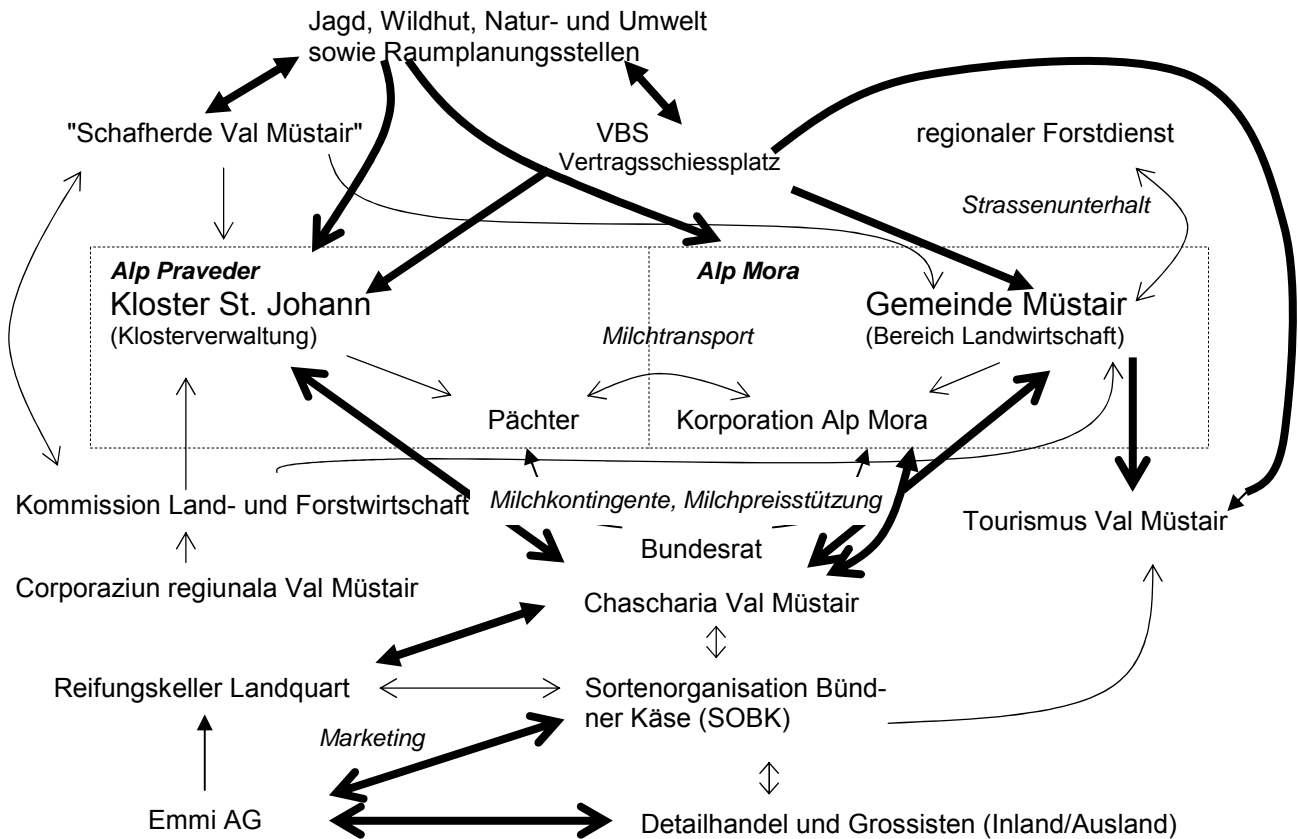 Jagd, Wildhut, Natur- und Umwelt
sowie Raumplanungsstellen
"Schafherde Val Müstair"
VBS
Vertragsschiessplatz
regionaler Forstdienst
Strassenunterhalt
Alp Praveder
Kloster St. Johann
(Klosterverwaltung)
Alp Mora
Gemeinde Müstair
(Bereich Landwirtschaft)
Milchtransport
Pächter
Korporation Alp Mora
Kommission Land- und Forstwirtschaft
Milchkontingente, Milchpreisstützung
Tourismus Val Müstair
Bundesrat
Corporaziun regiunala Val Müstair
Chascharia Val Müstair
Reifungskeller Landquart
Sortenorganisation Bünd-
ner Käse (SOBK)
Marketing
Emmi AG
Detailhandel und Grossisten (Inland/Ausland)